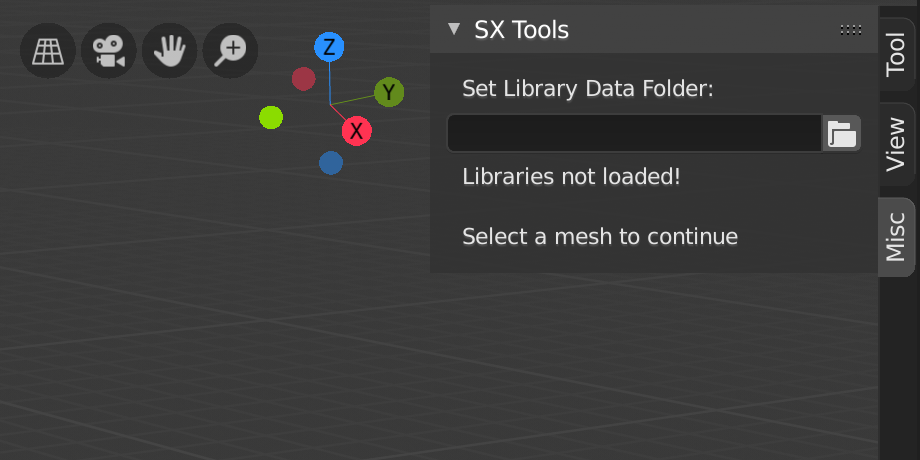 SX Tools
Set Library Data Folder:
Libraries not loaded!
Select a mesh to continue
Z
Y
X
Tool
View
Misc